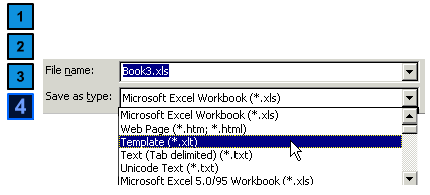 1
2
3
4
File name: Book3.xls
Save as type: Microsoft Excel Workbook (*.xls)
Microsoft Excel Workbook (*.xls)
Web Page (*.htm; *.html)
Template (*.xlt)
Text (Tab delimited) (*.txt)
Unicode Text (*.txt)
Microsoft Excel 5.0/95 Workbook (*.xls)